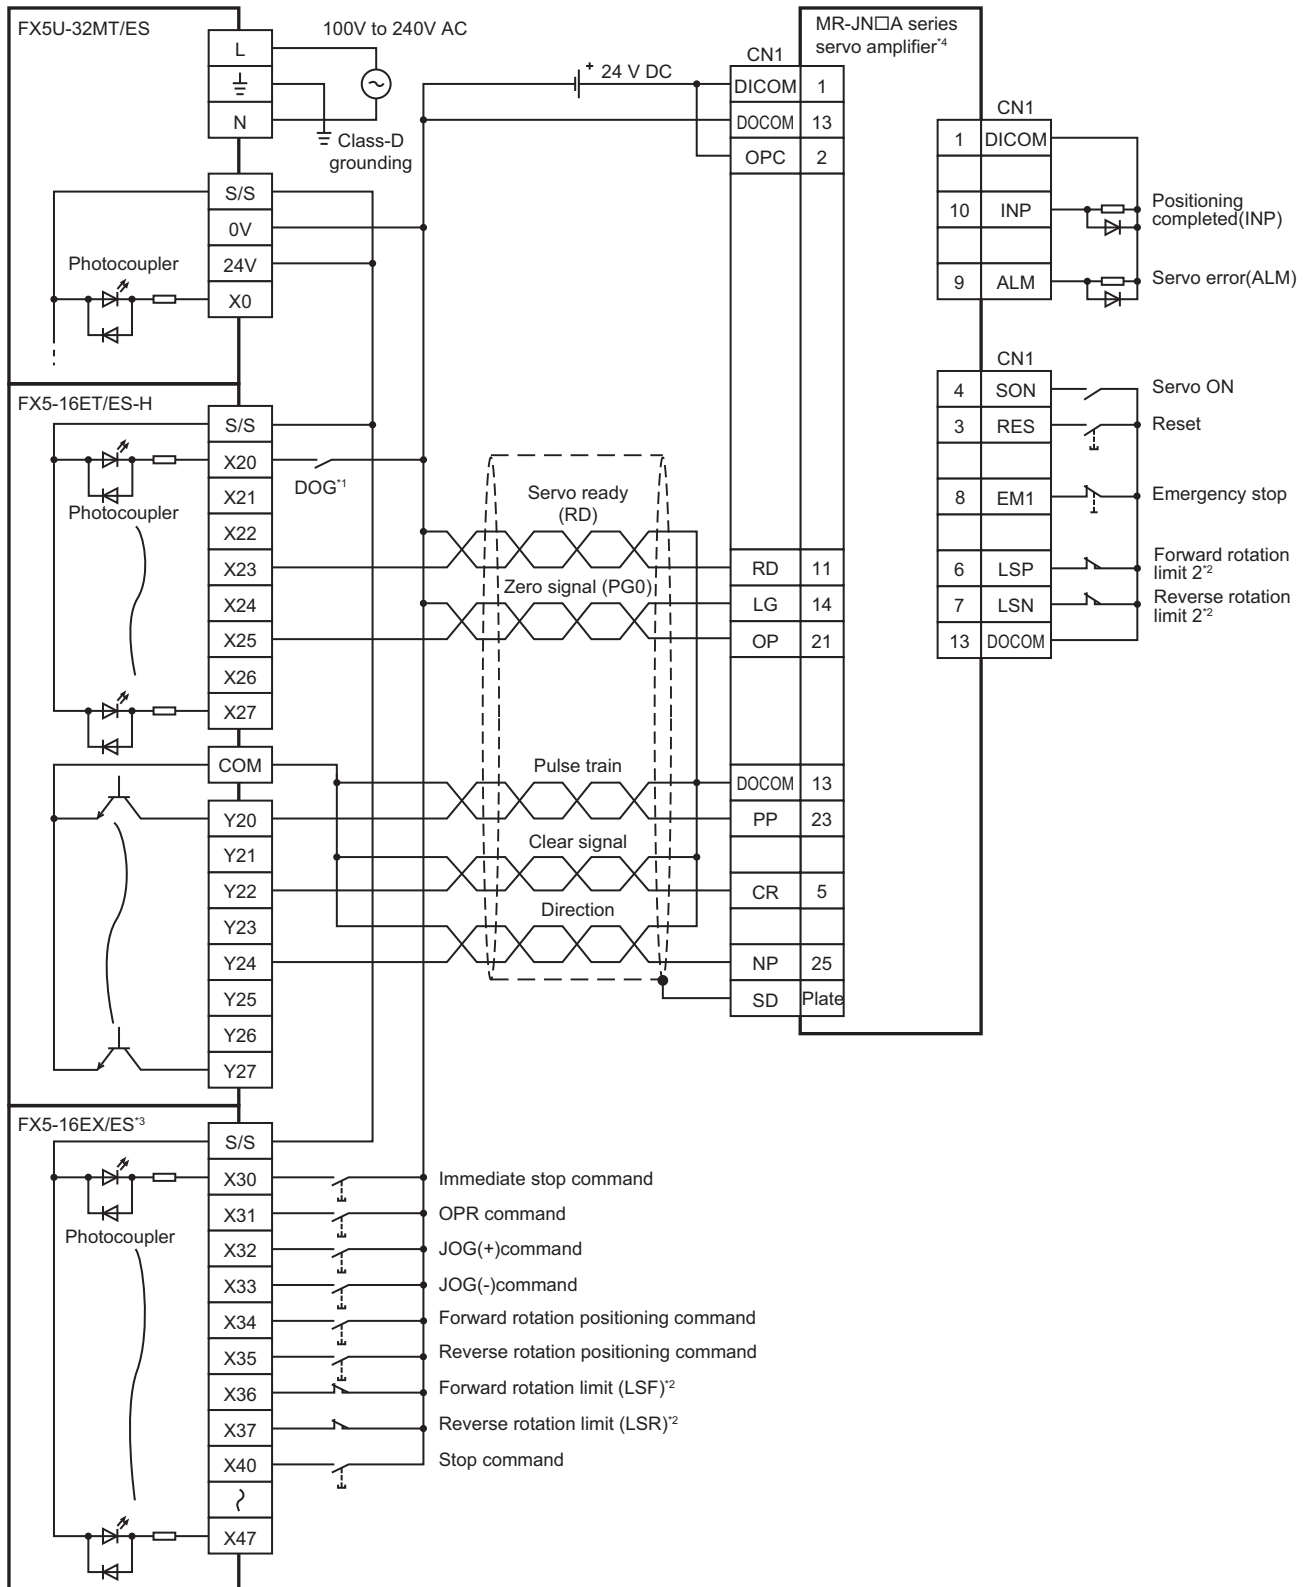 FX5U-32MT/ES
L
N
100V to 240V AC
Class-D
grounding
S/S
0V
24V
X0
Photocoupler
FX5-16ET/ES-H
S/S
X20
X21
X22
X23
X24
X25
X26
X27
Photocoupler
DOG*1
COM
Y20
Y21
Y22
Y23
Y24
Y25
Y26
Y27
FX5-16EX/ES*3
S/S
X30
X31
X32
X33
X34
X35
X36
X37
X40
X47
Photocoupler
Immediate stop command
OPR command
JOG(+)command
JOG(-)command
Forward rotation positioning command
Reverse rotation positioning command
Forward rotation limit (LSF)*2
Reverse rotation limit (LSR)*2
Stop command
+ 24 V DC
Servo ready
(RD)
Zero signal (PG0)
Pulse train
Clear signal
Direction
MR-JN□A series
servo amplifier*4
CN1
DICOM 1
DOCOM 13
OPC 2
RD 11
LG 14
OP 21
DOCOM 13
PP 23
CR 5
NP 25
SD Plate
CN1
1 DICOM
10 INP
9 ALM
Positioning
completed(INP)
Servo error(ALM)
CN1
4 SON
3 RES
8 EM1
6 LSP
7 LSN
13 DOCOM
Servo ON
Reset
Emergency stop
Forward rotation
limit 2*2
Reverse rotation
limit 2*2